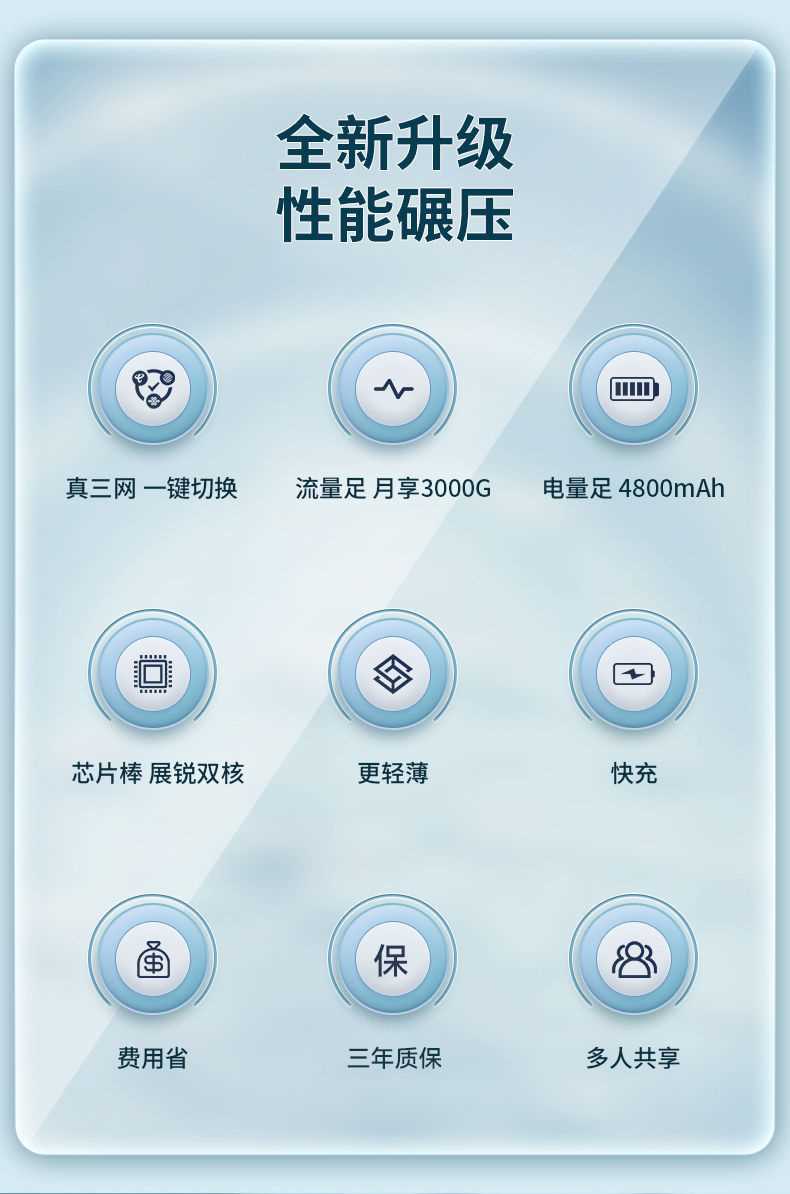 全新升级
性能碾压
真三网 一键切换
流量足 月享3000G
电量足 4800mAh
芯片棒 展锐双核
更轻薄
快充
保
费用省
三年质保
多人共享